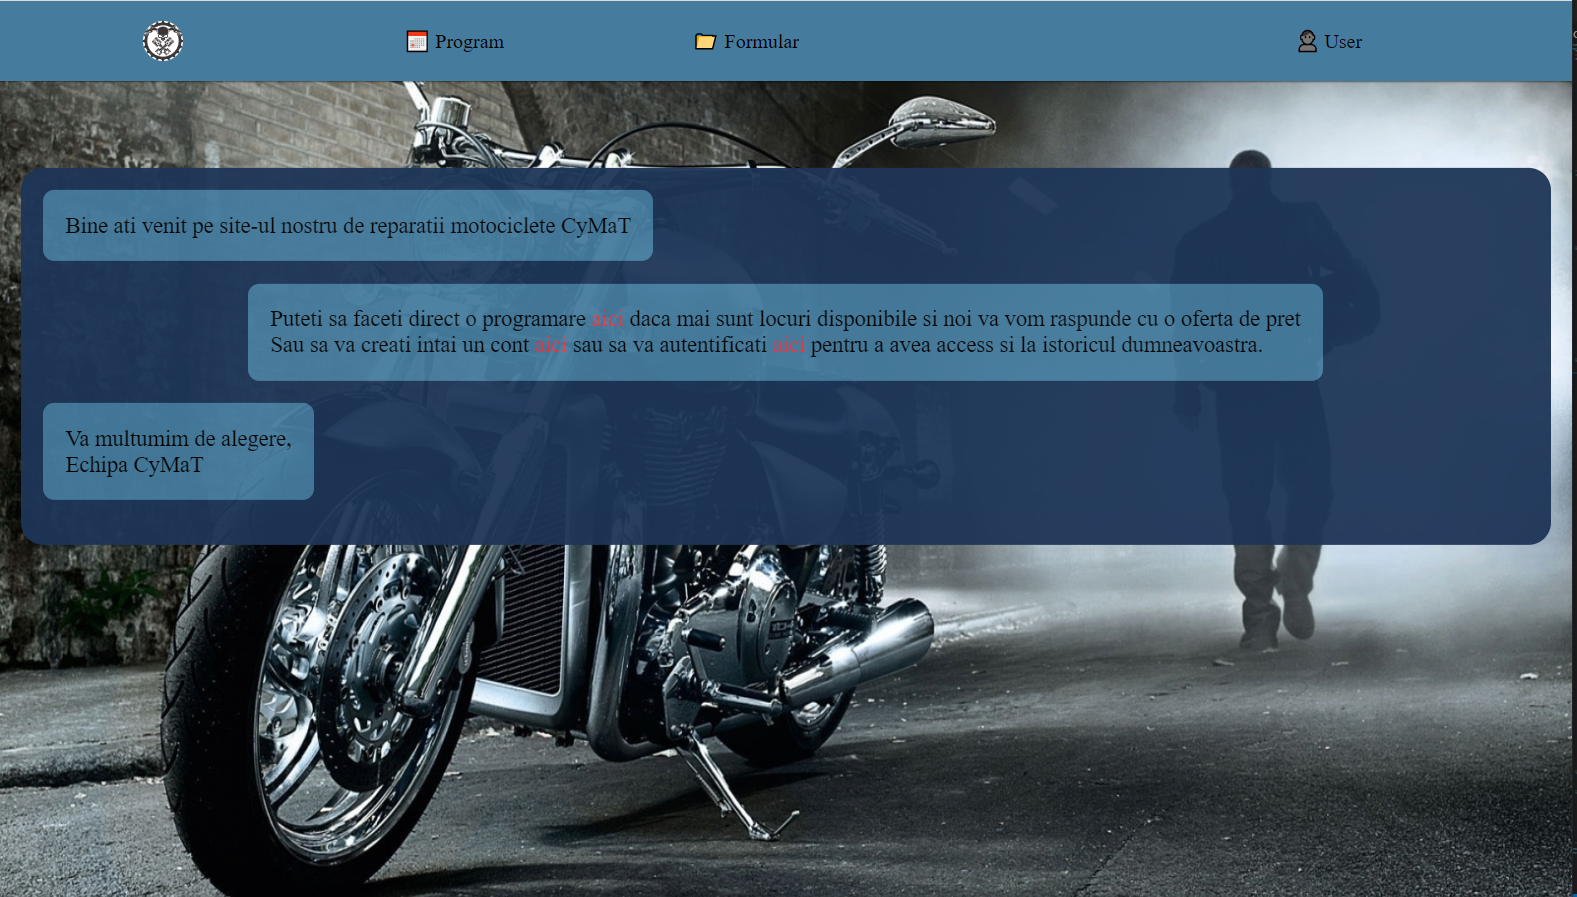 Program
Formular
User
Bine ati venit pe site-ul nostru de reparatii motociclete CyMaT
Puteti sa faceti direct o programare aici daca mai sunt locuri disponibile si noi va vom raspunde cu o oferta de pret
Sau sa va creati intai un cont aici sau sa va autentificati aici pentru a avea access si la istoricul dumneavoastra.
Va multumim de alegere,
Echipa CyMaT